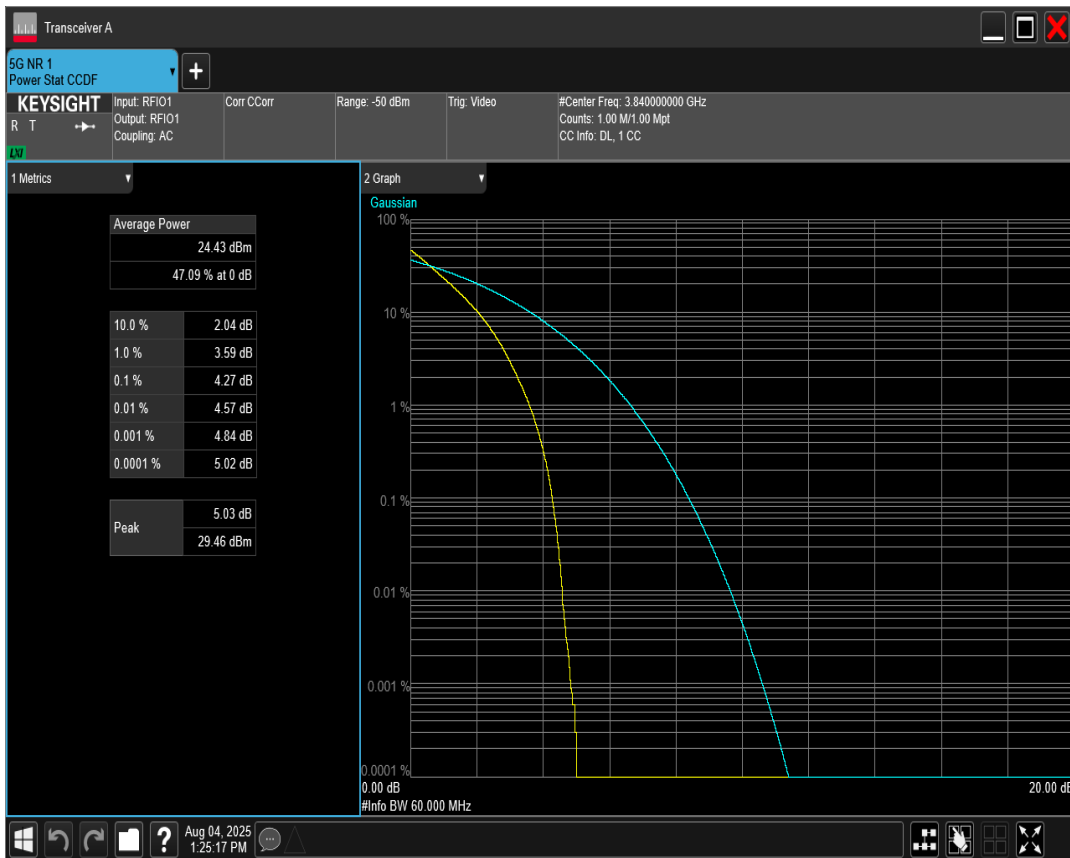 Transceiver A
5G NR 1
Power Stat CCDF
+
KEYSIGHT
R T
LXI
Input: RFIO1
Output: RFIO1
Coupling: AC
Corr CCorr
Range: -50 dBm
Trig: Video
#Center Freq: 3.840000000 GHz
Counts: 1.00 M/1.00 Mpt
CC Info: DL, 1 CC
1 Metrics
Average Power
24.43 dBm
47.09 % at 0 dB
10.0 % 2.04 dB
1.0 % 3.59 dB
0.1 % 4.27 dB
0.01 % 4.57 dB
0.001 % 4.84 dB
0.0001 % 5.02 dB
Peak
5.03 dB
29.46 dBm
2 Graph
Gaussian
100 %
10 %
1 %
0.1 %
0.01 %
0.001 %
0.0001 %
0.00 dB
20.00 dB
#Info BW 60.000 MHz
?
Aug 04, 2025
1:25:17 PM